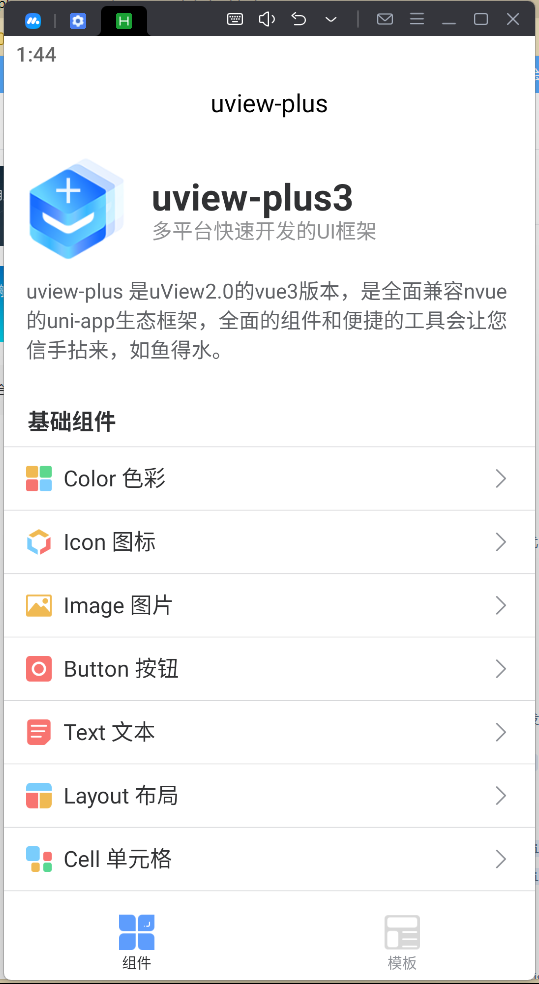 1:44
uview-plus
uview-plus3
多平台快速开发的UI框架
uview-plus 是uView2.0的vue3版本，是全面兼容nvue
的uni-app生态框架，全面的组件和便捷的工具会让您
信手拈来，如鱼得水。
基础组件
Color 色彩
Icon 图标
Image 图片
Button 按钮
Text 文本
Layout 布局
Cell 单元格
组件
模板